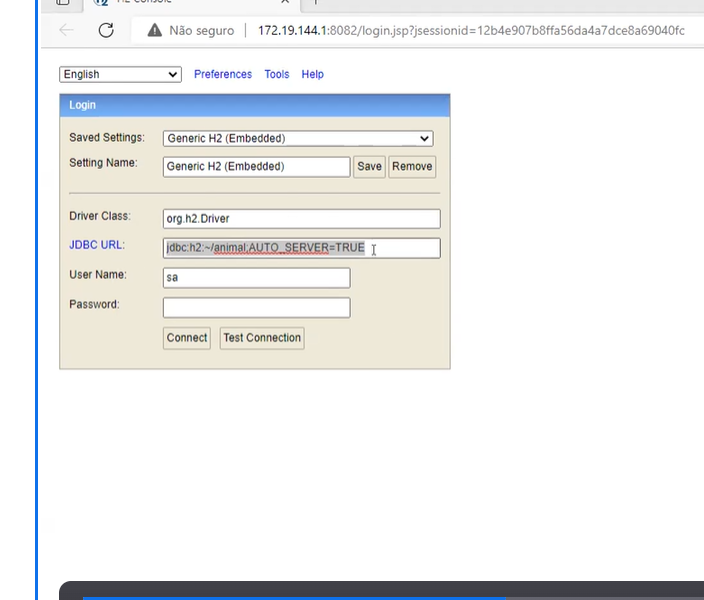 Não seguro 172.19.144.1:8082/login.jsp?jsessionid=12b4e907b8ffa56da4a7dce8a69040fc
English Preferences Tools Help
Login
Saved Settings: Generic H2 (Embedded)
Setting Name: Generic H2 (Embedded) Save Remove
Driver Class: org.h2.Driver
JDBC URL: jdbc:h2:~/animal;AUTO_SERVER=TRUE
User Name: sa
Password:
Connect Test Connection